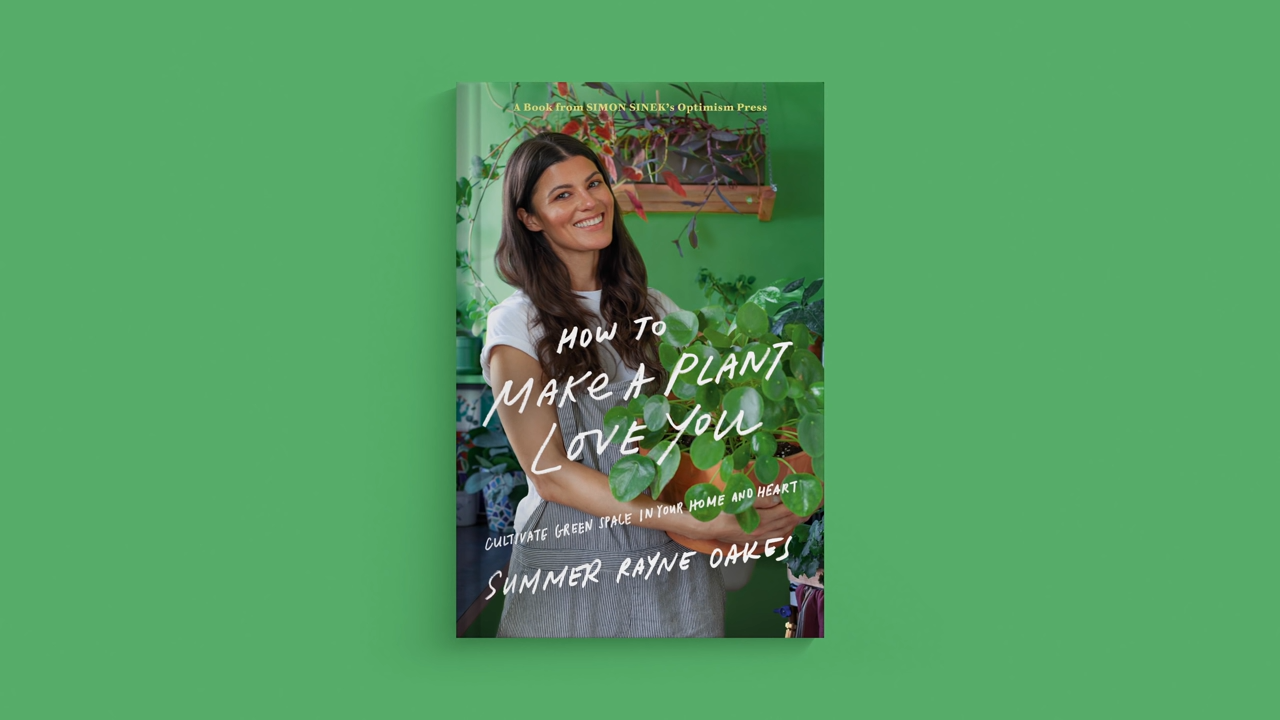 A Book from SIMON SINEK's Optimism Press
HOW TO
MAKE A PLANT
LOVE YOU
CULTIVATE GREEN SPACE IN YOUR HOME AND HEART
SUMMER RAYNE OAKES